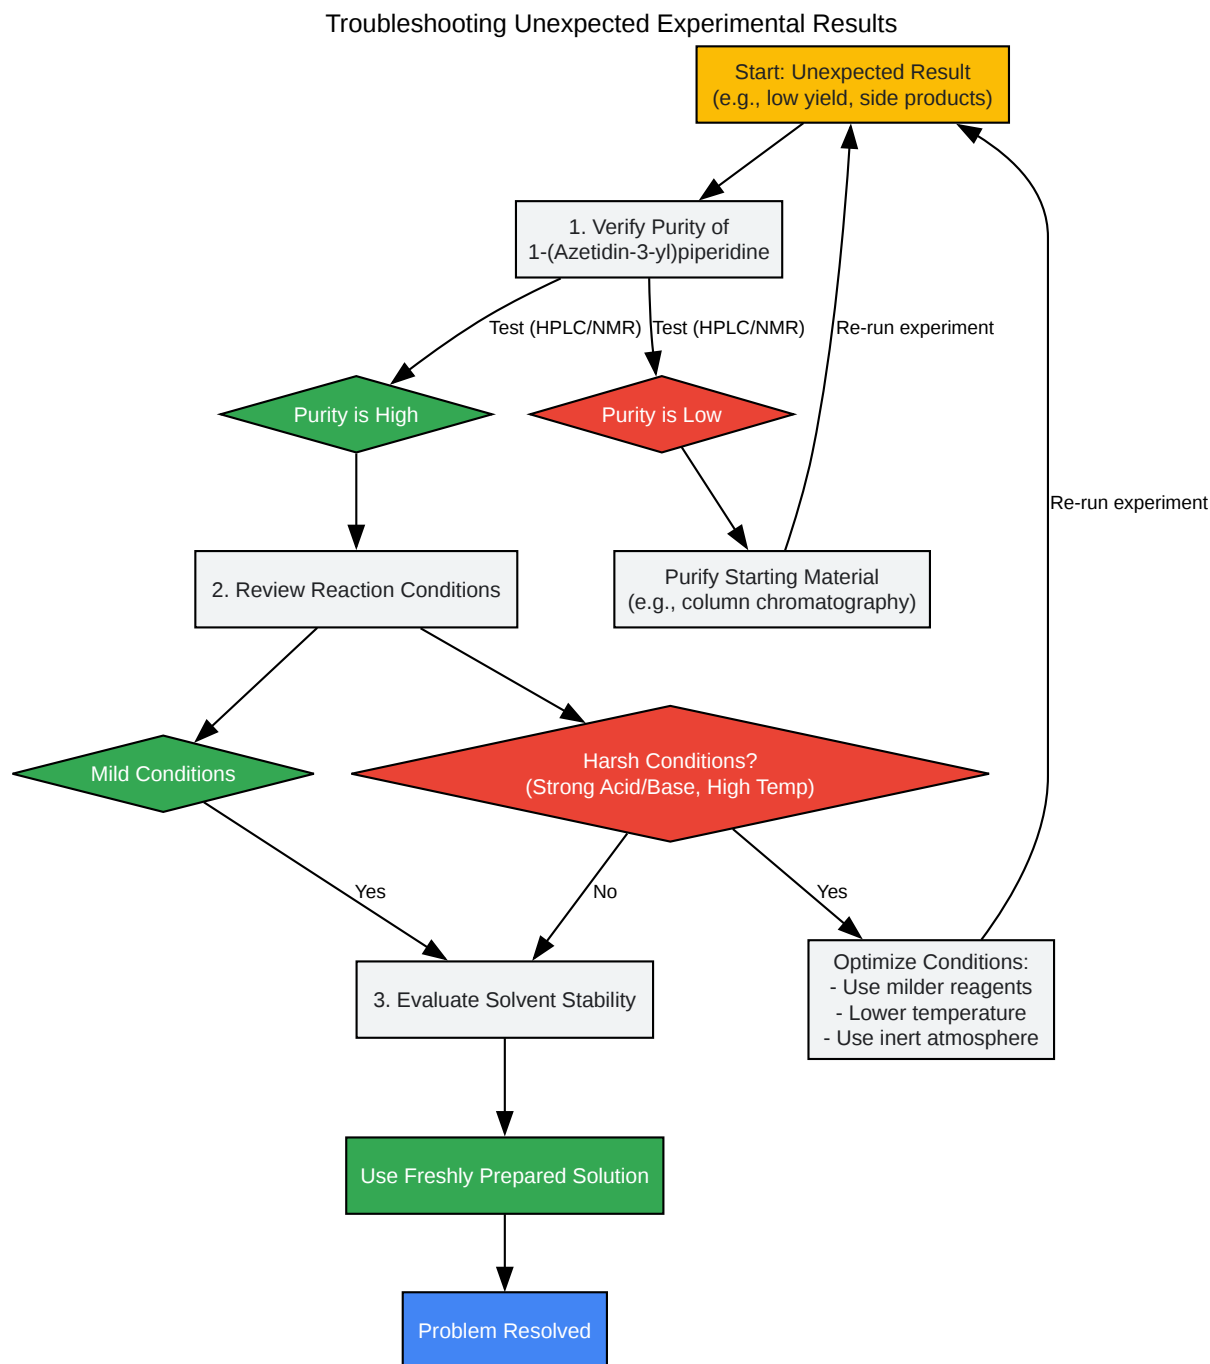 Troubleshooting Unexpected Experimental Results
Start: Unexpected Result
(e.g., low yield, side products)
1. Verify Purity of
1-(Azetidin-3-yl)piperidine
Test (HPLC/NMR)
Test (HPLC/NMR)
Re-run experiment
Purity is High
Purity is Low
Re-run experiment
2. Review Reaction Conditions
Purify Starting Material
(e.g., column chromatography)
Mild Conditions
Harsh Conditions?
(Strong Acid/Base, High Temp)
Yes
No
Yes
3. Evaluate Solvent Stability
Optimize Conditions:
- Use milder reagents
- Lower temperature
- Use inert atmosphere
Use Freshly Prepared Solution
Problem Resolved